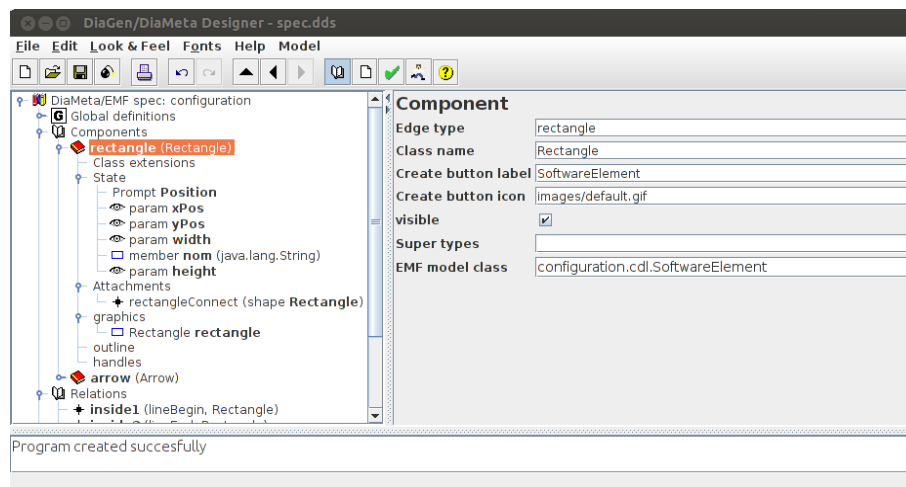 DiaGen/DiaMeta Designer - spec.dds
File Edit Look & Feel Fonts Help Model
DiaMeta/EMF spec: configuration
G Global definitions
Components
rectangle (Rectangle)
Class extensions
State
Prompt Position
param xPos
param yPos
param width
member nom (java.lang.String)
param height
Attachments
rectangleConnect (shape Rectangle)
graphics
Rectangle rectangle
outline
handles
arrow (Arrow)
Relations
inside1 (lineBegin, Rectangle)
Component
Edge type rectangle
Class name Rectangle
Create button label SoftwareElement
Create button icon images/default.gif
visible
Super types
EMF model class configuration.cdl.SoftwareElement
Program created succesfully